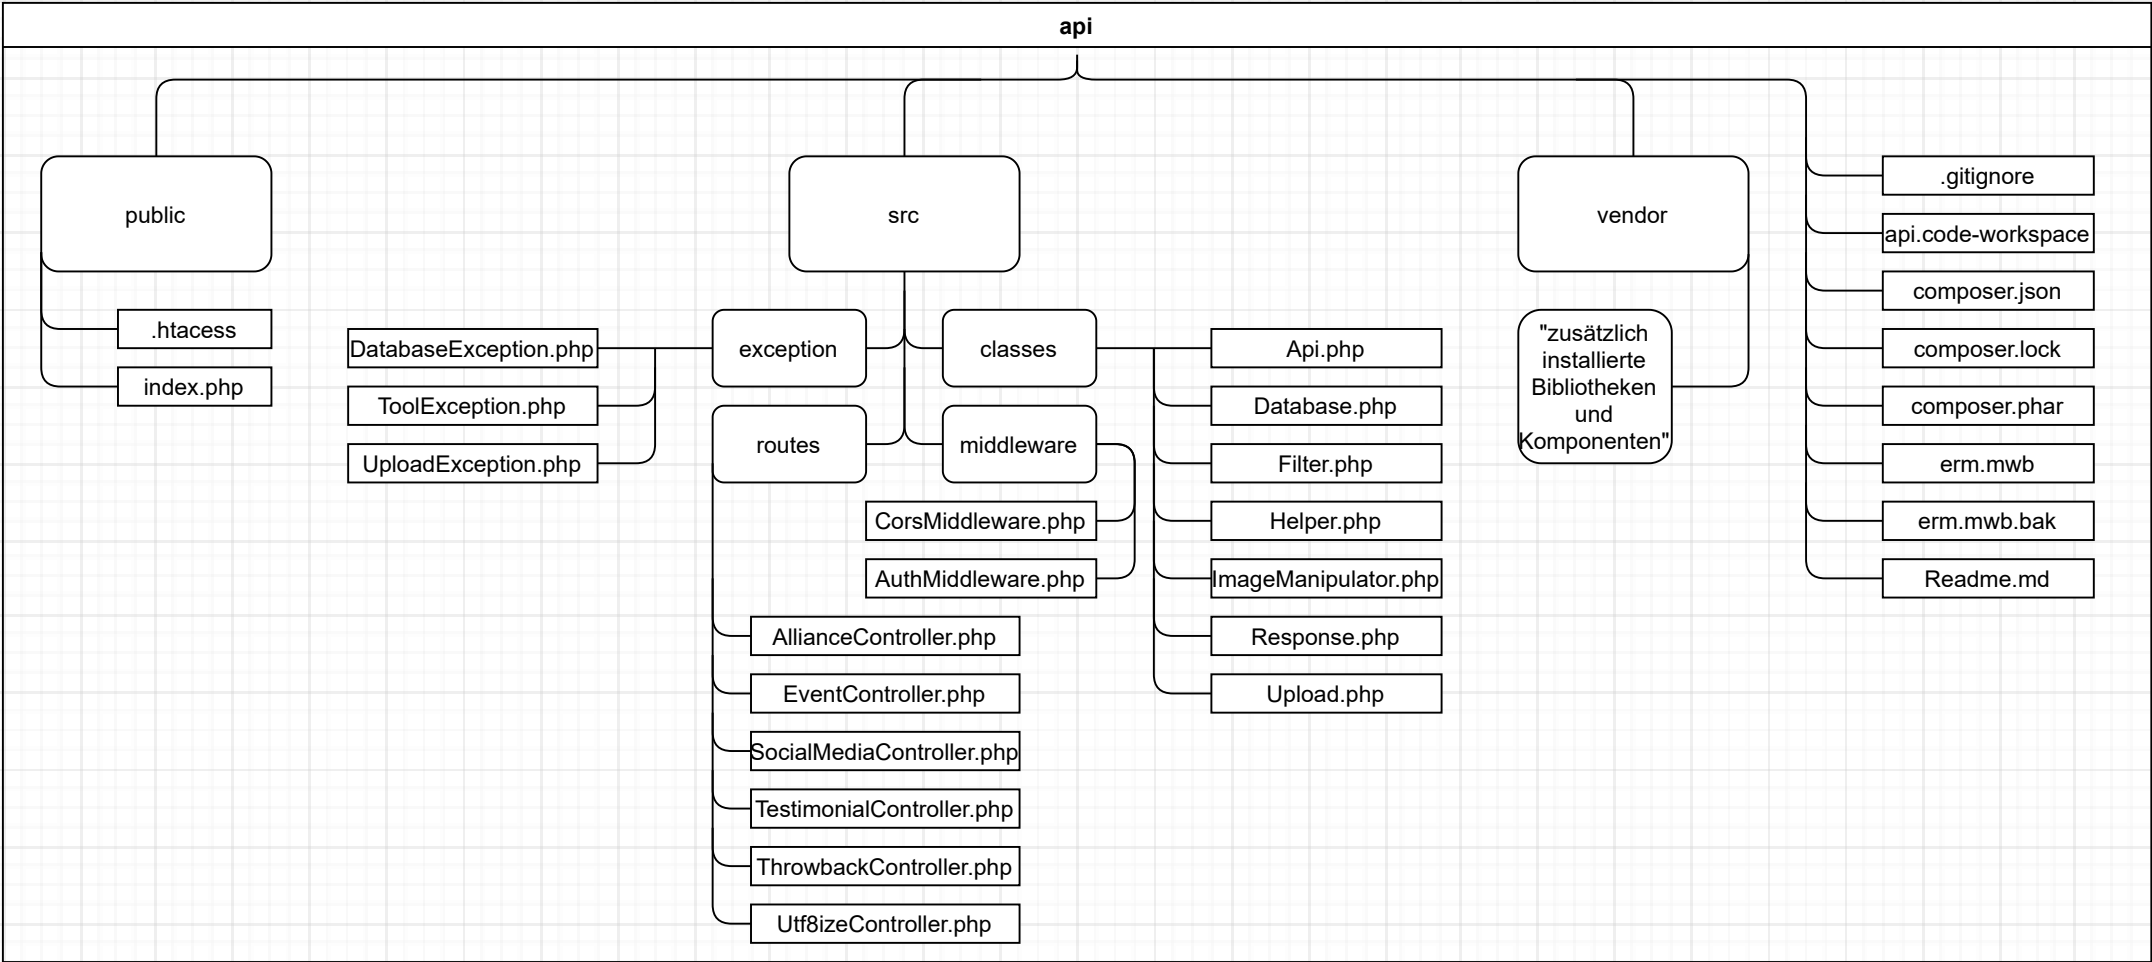 api
public
.htacess
index.php
src
exception
DatabaseException.php
ToolException.php
UploadException.php
classes
Api.php
Database.php
Filter.php
Helper.php
ImageManipulator.php
Response.php
Upload.php
routes
AllianceController.php
EventController.php
SocialMediaController.php
TestimonialController.php
ThrowbackController.php
Utf8izeController.php
middleware
CorsMiddleware.php
AuthMiddleware.php
vendor
"zusätzlich
installierte
Bibliotheken
und
Komponenten"
.gitignore
api.code-workspace
composer.json
composer.lock
composer.phar
erm.mwb
erm.mwb.bak
Readme.md